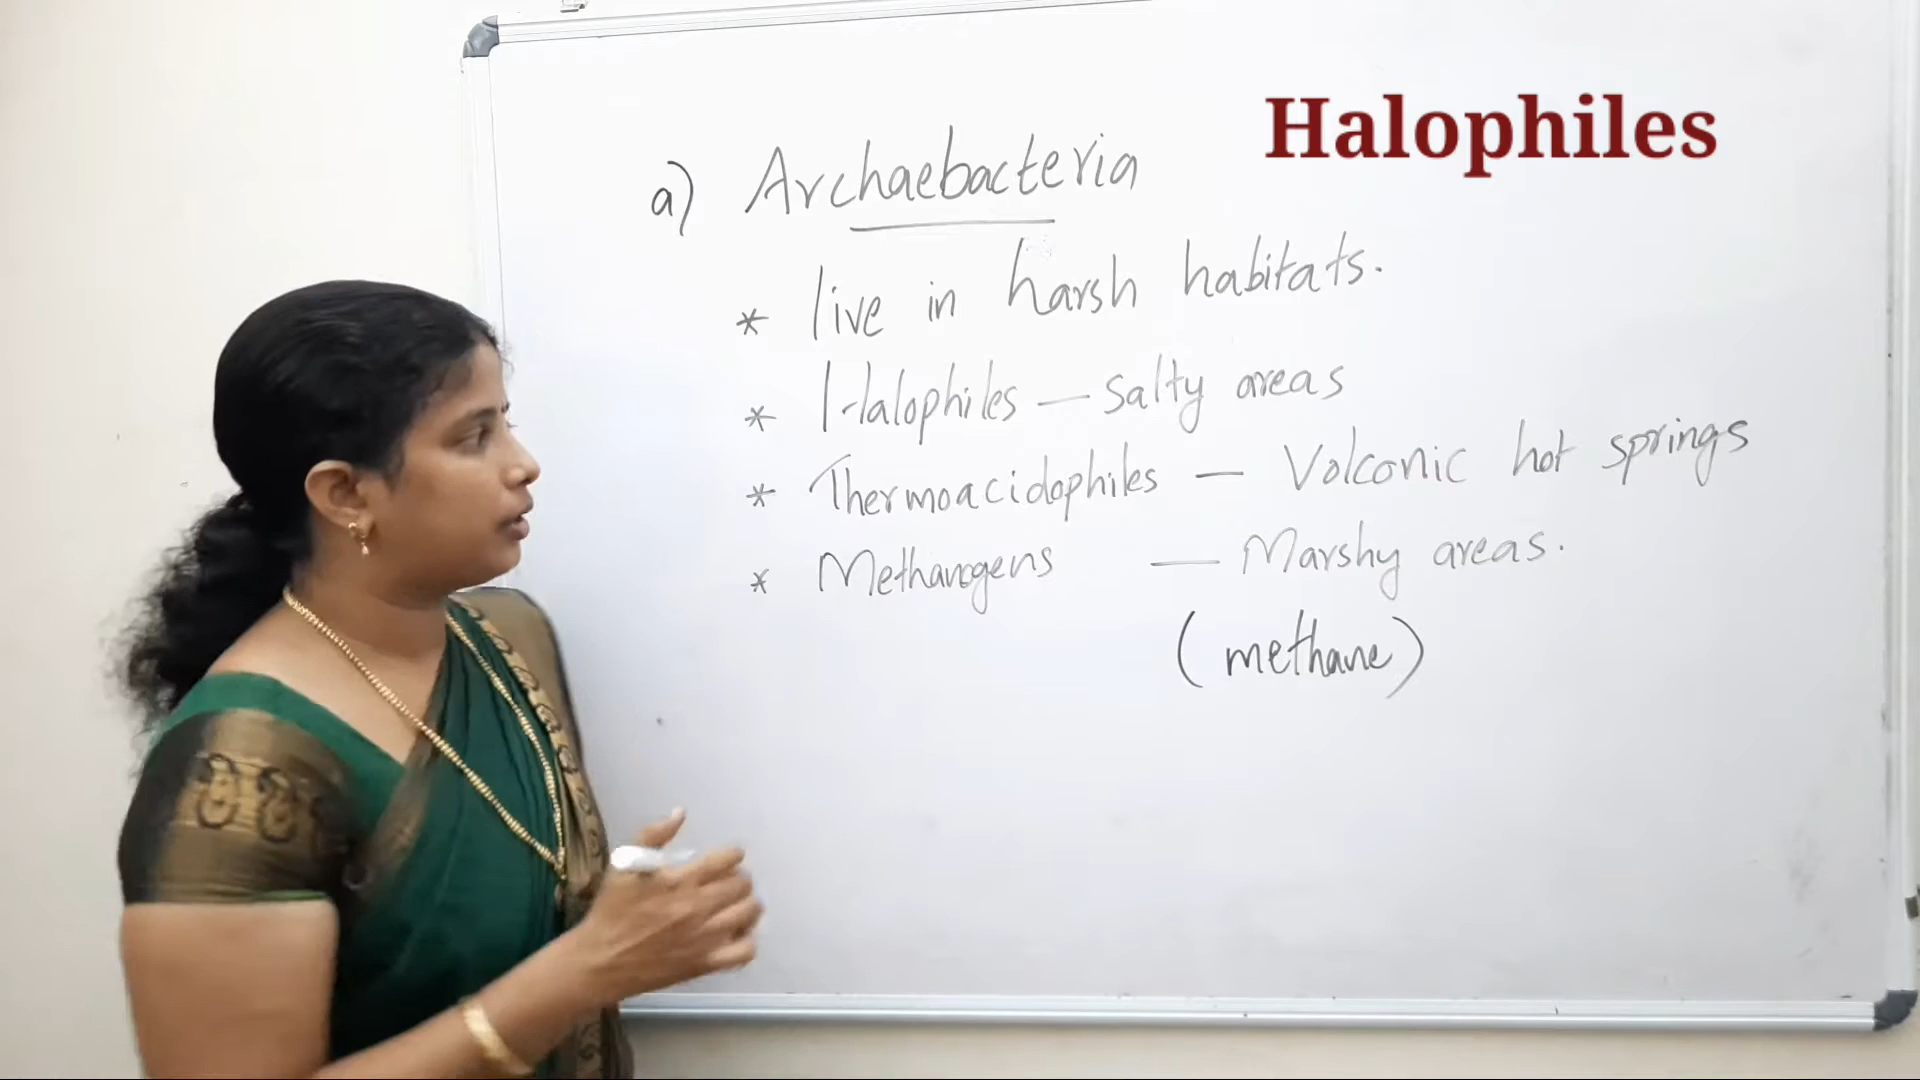 Halophiles
a) Archaebacteria
* live in harsh habitats.
* Halophiles — Salty areas
* Thermoacidophiles — Volconic hot springs
* Methanogens — Marshy areas.
(methane)